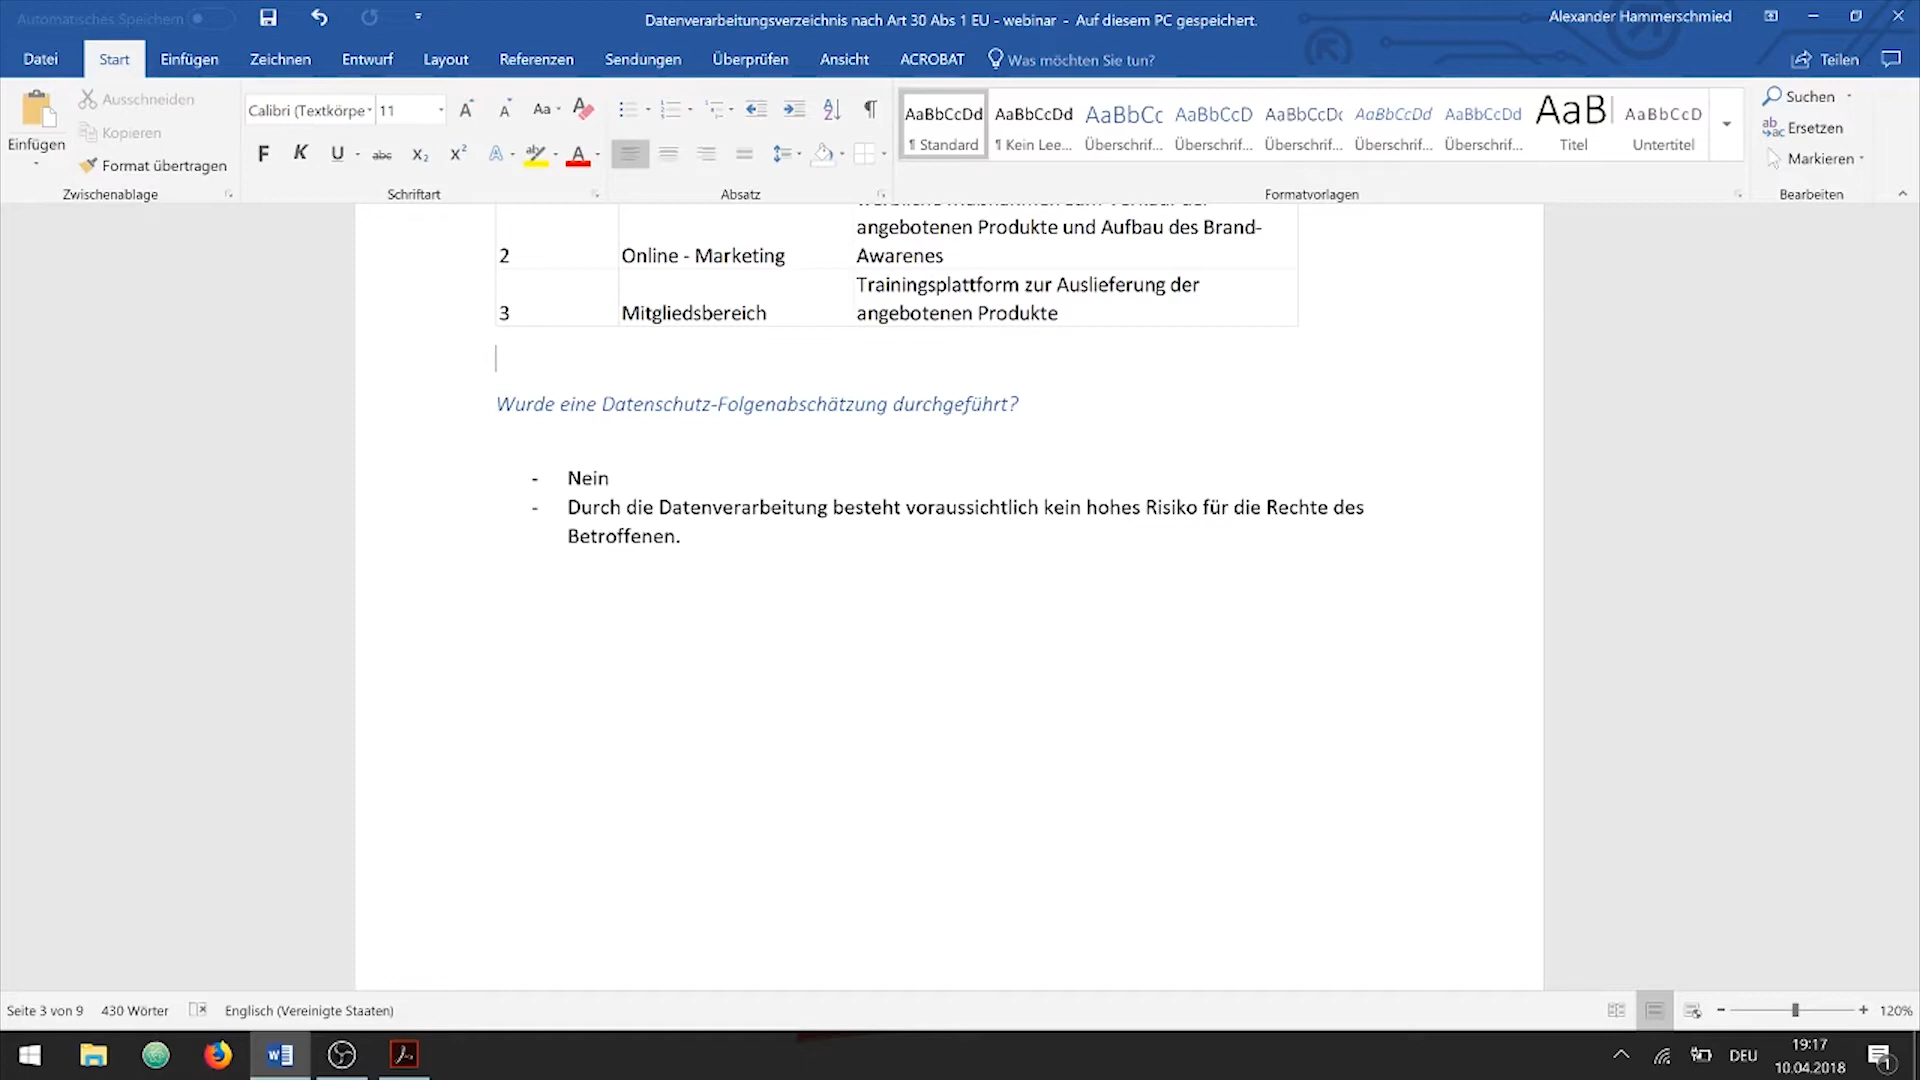 Automatisches Speichern
Datenverarbeitungsverzeichnis nach Art 30 Abs 1 EU - webinar - Auf diesem PC gespeichert.
Alexander Hammerschmied
Datei Start Einfügen Zeichnen Entwurf Layout Referenzen Sendungen Überprüfen Ansicht ACROBAT Was möchten Sie tun? Teilen
Einfügen
Ausschneiden
Kopieren
Format übertragen
Zwischenablage
Calibri (Textkörpe 11
Aa
F K U abc X₂ X² A ab A
Schriftart
Absatz
AaBbCcDd AaBbCcDd AaBbCc AaBbCcD AaBbCcDc AaBbCcDd AaBbCcDd AaB AaBbCcD
¶ Standard ¶ Kein Lee... Überschrif... Überschrif... Überschrif... Überschrif... Überschrif... Titel Untertitel
Formatvorlagen
Suchen
Ersetzen
Markieren
Bearbeiten
angebotenen Produkte und Aufbau des Brand-
2 Online - Marketing Awarenes
Trainingsplattform zur Auslieferung der
3 Mitgliedsbereich angebotenen Produkte
Wurde eine Datenschutz-Folgenabschätzung durchgeführt?
- Nein
- Durch die Datenverarbeitung besteht voraussichtlich kein hohes Risiko für die Rechte des
Betroffenen.
Seite 3 von 9 430 Wörter Englisch (Vereinigte Staaten) 120%
DEU
19:17
10.04.2018
1